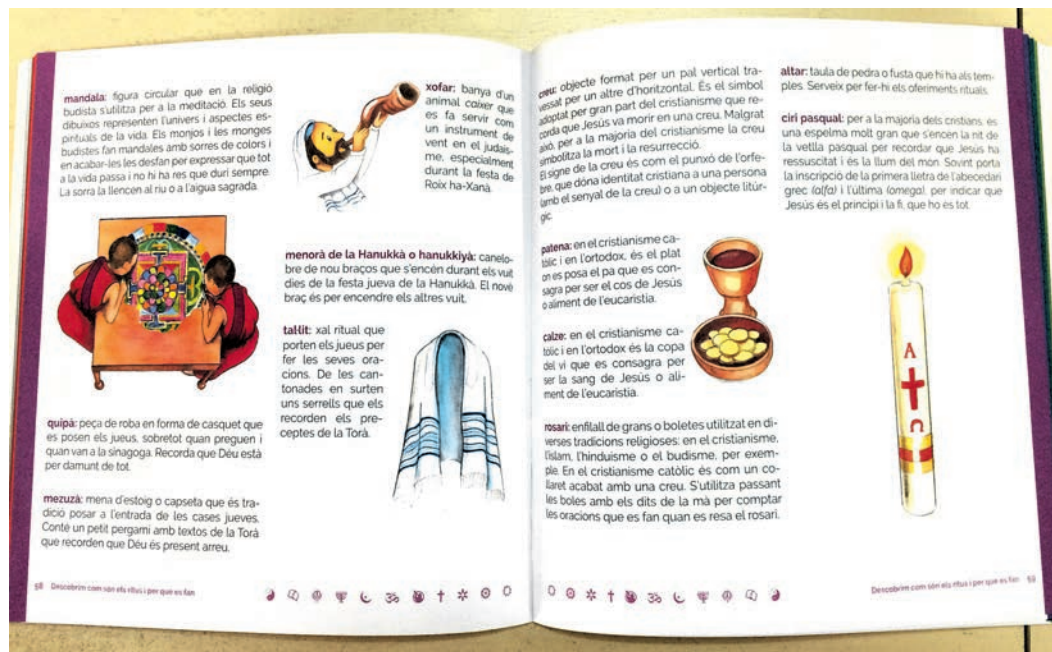 mandala: figura circular que en la religió
budista s'utilitza per a la meditació. Els seus
dibuixos representen l'univers i aspectes es-
pirituals de la vida. Els monjos i les monges
budistes fan mandales amb sorres de colors i
en acabar-les les desfan per expressar que tot
a la vida passa i no hi ha res que duri sempre.
La sorra la llencen al riu o a l'aigua sagrada.
quipà: peça de roba en forma de casquet que
es posen els jueus, sobretot quan preguen i
quan van a la sinagoga. Recorda que Déu està
per damunt de tot.
mezuzà: mena d'estoig o capseta que és tra-
dició posar a l'entrada de les cases jueves.
Conté un petit pergamí amb textos de la Torà
que recorden que Déu és present arreu.
xofar: banya d'un
animal caixer que
es fa servir com
un instrument de
vent en el judais-
me, especialment
durant la festa de
Roix ha-Xanà.
menorà de la Hanukkà o hanukkiyà: canelo-
bre de nou braços que s'encén durant els vuit
dies de la festa jueva de la Hanukkà. El novè
braç és per encendre els altres vuit.
tal·lit: xal ritual que
porten els jueus per
fer les seves ora-
cions. De les can-
tonades en surten
uns serrells que els
recorden els pre-
ceptes de la Torà.
58 Descobrim com són els ritus i per què es fan
creu: objecte format per un pal vertical tra-
vessat per un altre d'horitzontal. És el símbol
adoptat per gran part del cristianisme que re-
corda que Jesús va morir en una creu. Malgrat
això, per a la majoria del cristianisme la creu
simbolitza la mort i la resurrecció.
El signe de la creu és com el punxó de l'orfe-
bre, que dóna identitat cristiana a una persona
(amb el senyal de la creu) o a un objecte litúr-
gic.
patena: en el cristianisme ca-
tòlic i en l'ortodox, és el plat
on es posa el pa que es con-
sagra per ser el cos de Jesús
o aliment de l'eucaristia.
calze: en el cristianisme ca-
tòlic i en l'ortodox és la copa
del vi que es consagra per
ser la sang de Jesús o ali-
ment de l'eucaristia.
rosari: enfilall de grans o boletes utilitzat en di-
verses tradicions religioses: en el cristianisme,
l'islam, l'hinduisme o el budisme, per exem-
ple. En el cristianisme catòlic és com un co-
llaret acabat amb una creu. S'utilitza passant
les boles amb els dits de la mà per comptar
les oracions que es fan quan es resa el rosari.
altar: taula de pedra o fusta que hi ha als tem-
ples. Serveix per fer-hi els oferiments rituals.
ciri pasqual: per a la majoria dels cristians, és
una espelma molt gran que s'encén la nit de
la vetlla pasqual per recordar que Jesús ha
ressuscitat i és la llum del mon. Sovint porta
la inscripció de la primera lletra de l'abecedari
grec (alfa) i l'última (omega), per indicar que
Jesús és el principi i la fi, que ho és tot.
A
Ω
Descobrim com són els ritus i per què es fan 59